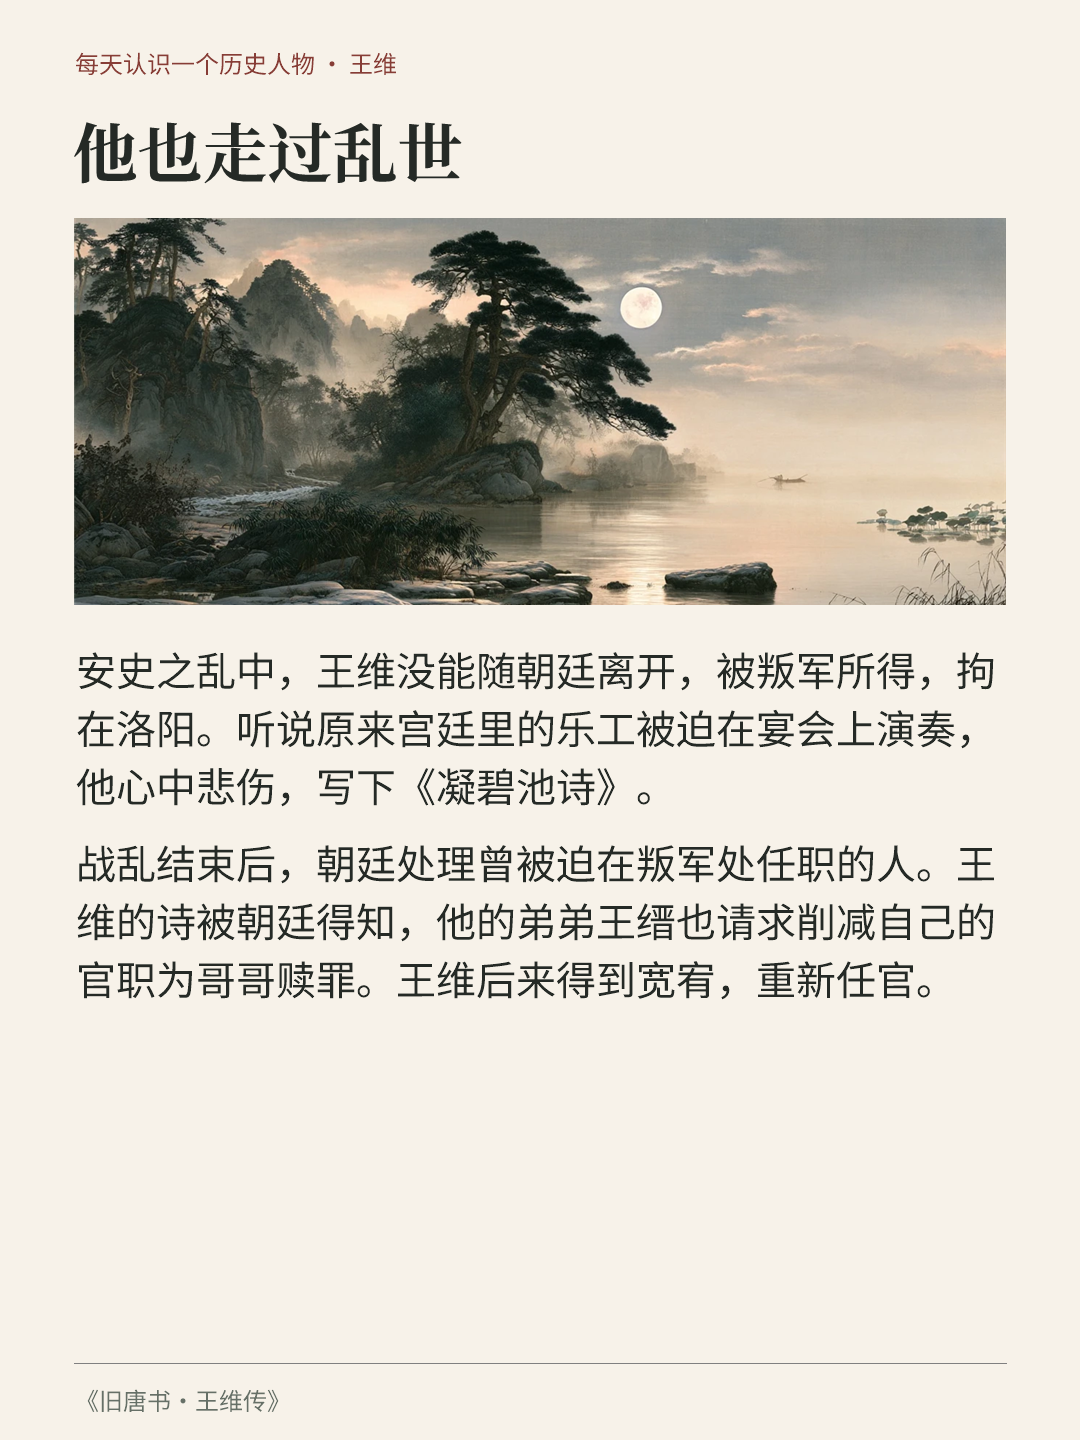 每天认识一个历史人物 · 王维
他也走过乱世
安史之乱中，王维没能随朝廷离开，被叛军所得，拘
在洛阳。听说原来宫廷里的乐工被迫在宴会上演奏，
他心中悲伤，写下《凝碧池诗》。
战乱结束后，朝廷处理曾被迫在叛军处任职的人。王
维的诗被朝廷得知，他的弟弟王缙也请求削减自己的
官职为哥哥赎罪。王维后来得到宽宥，重新任官。
《旧唐书·王维传》